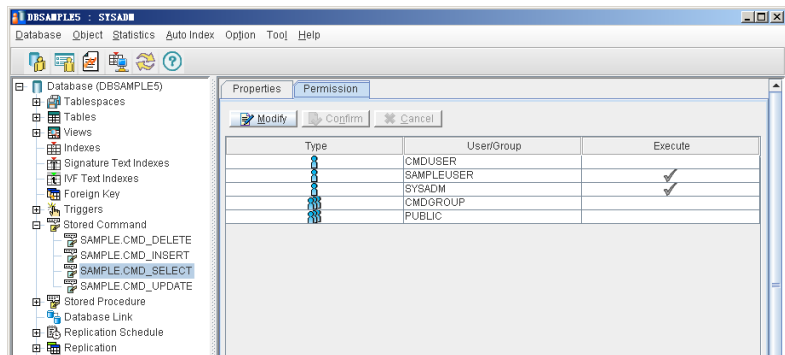 DBSAMPLE5 : SYSADM
Database Object Statistics Auto Index Option Tool Help
Database (DBSAMPLE5)
Tablespaces
Tables
Views
Indexes
Signature Text Indexes
IVF Text Indexes
Foreign Key
Triggers
Stored Command
SAMPLE.CMD_DELETE
SAMPLE.CMD_INSERT
SAMPLE.CMD_SELECT
SAMPLE.CMD_UPDATE
Stored Procedure
Database Link
Replication Schedule
Replication
Properties Permission
Modify Confirm Cancel
Type User/Group Execute
CMDUSER
SAMPLEUSER
SYSADM
CMDGROUP
PUBLIC